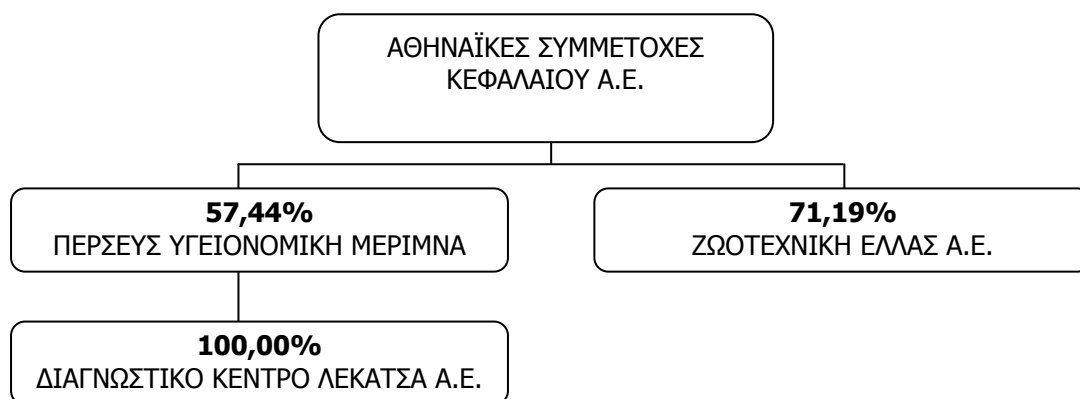 ΑΘΗΝΑΪΚΕΣ ΣΥΜΜΕΤΟΧΕΣ
ΚΕΦΑΛΑΙΟΥ Α.Ε.
57,44%
ΠΕΡΣΕΥΣ ΥΓΕΙΟΝΟΜΙΚΗ ΜΕΡΙΜΝΑ
71,19%
ΖΩΟΤΕΧΝΙΚΗ ΕΛΛΑΣ Α.Ε.
100,00%
ΔΙΑΓΝΩΣΤΙΚΟ ΚΕΝΤΡΟ ΛΕΚΑΤΣΑ Α.Ε.